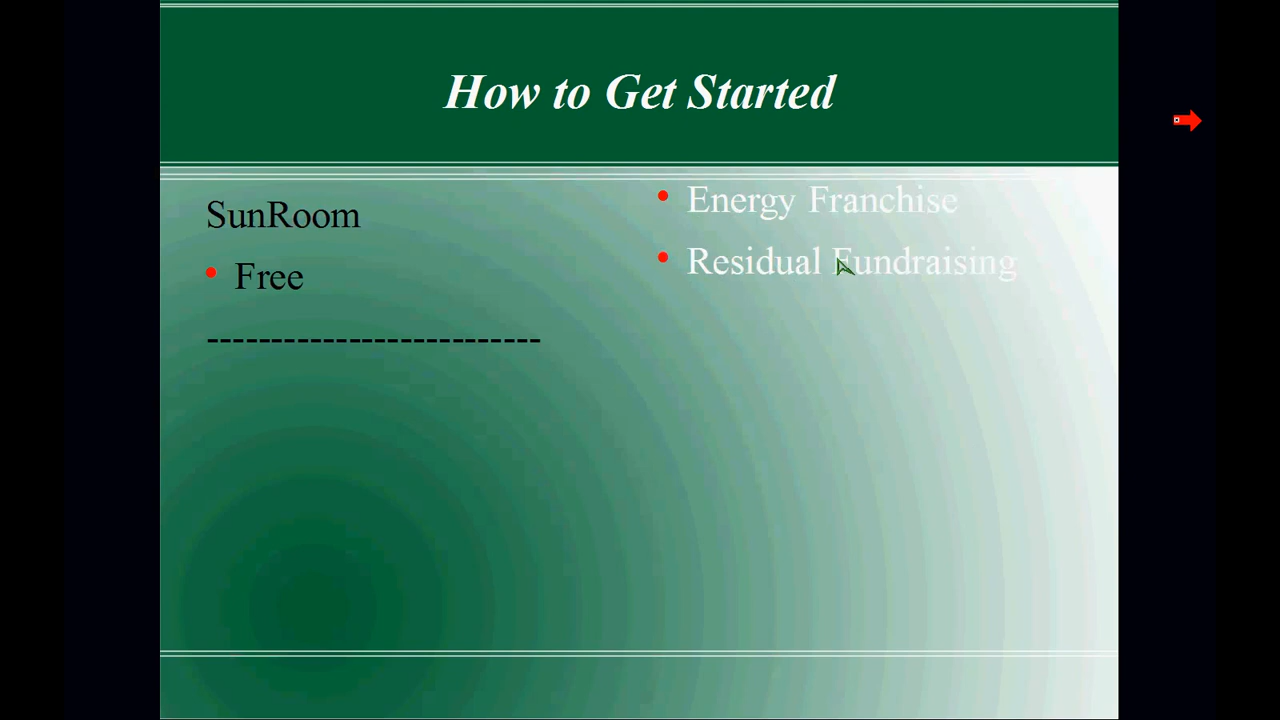 How to Get Started
SunRoom
• Free
--------------------------
• Energy Franchise
• Residual Fundraising